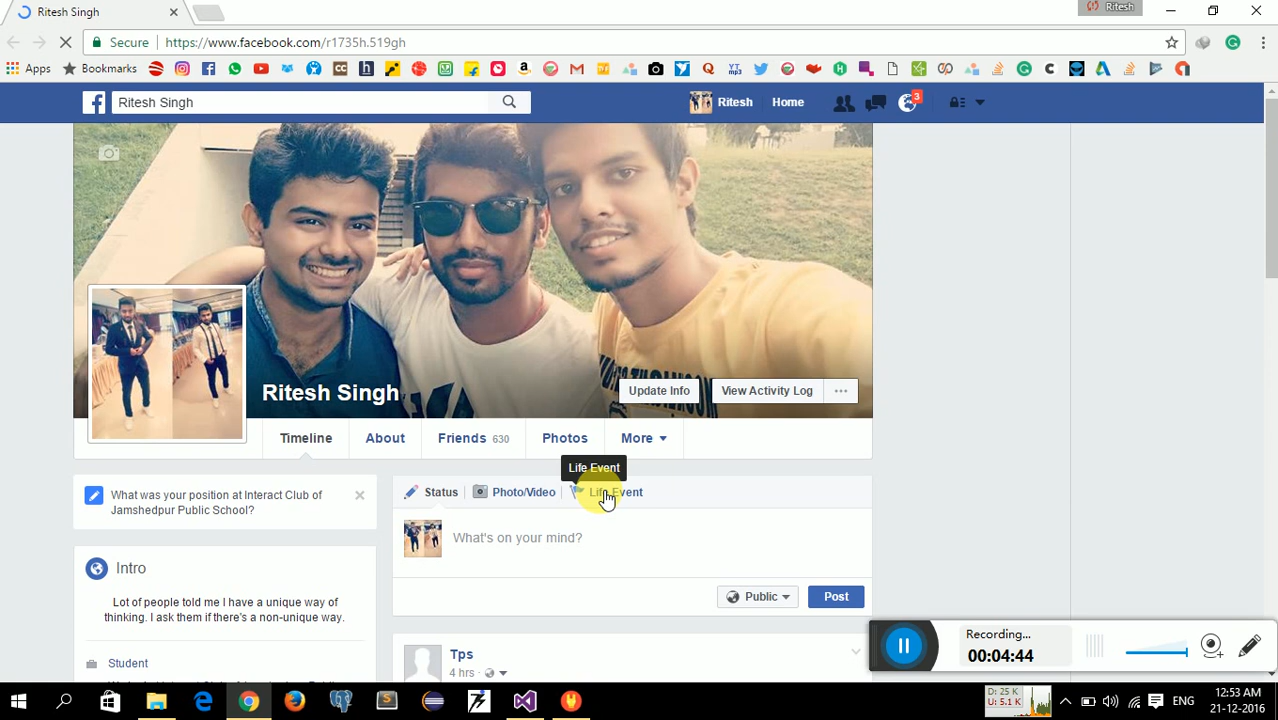 Ritesh Singh
Ritesh
Secure https://www.facebook.com/r1735h.519gh
Apps Bookmarks
Ritesh Singh
Ritesh Home
3
Ritesh Singh
Update Info
View Activity Log
Timeline About Friends 630 Photos More
Life Event
What was your position at Interact Club of
Jamshedpur Public School?
Status Photo/Video Life Event
What's on your mind?
Intro
Lot of people told me I have a unique way of
thinking. I ask them if there's a non-unique way.
Public Post
Student
Tps
4 hrs
Recording...
00:04:44
D: 25 K
U: 5.1 K
ENG
12:53 AM
21-12-2016